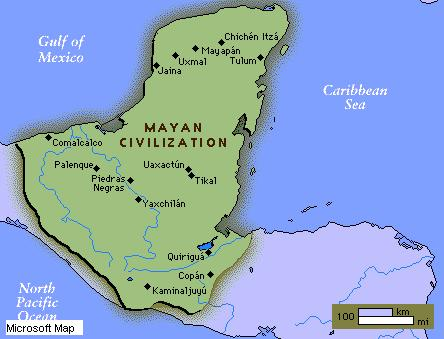 Gulf of
Mexico
Chichén Itzá
Mayapán
Uxmal
Tulum
Jaina
Caribbean
Sea
MAYAN
CIVILIZATION
Comalcalco
Palenque
Uaxactún
Piedras
Negras
Tikal
Yaxchilán
Quiriguá
Copán
Kaminaljuyú
North
Pacific
Ocean
100
km
mi
Microsoft Map